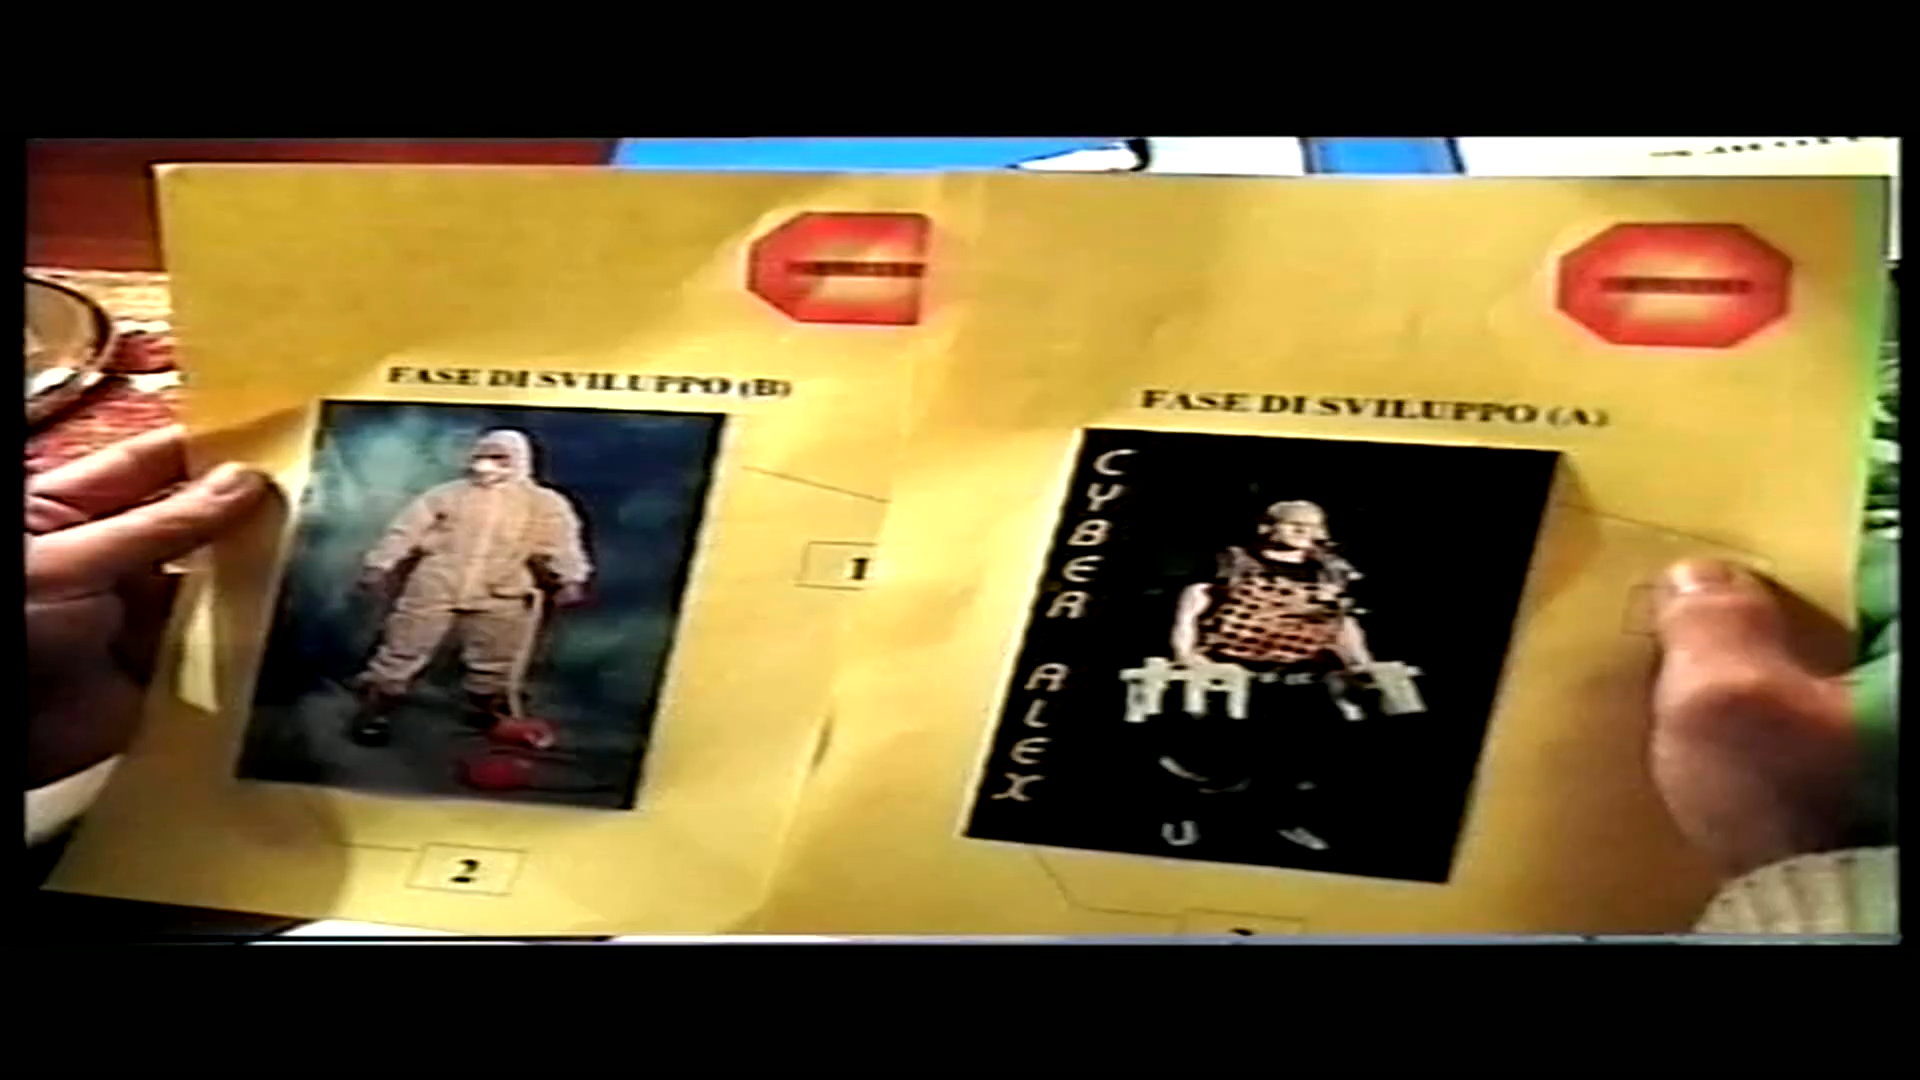 FASE DI SVILUPPO (B)
1
2
FASE DI SVILUPPO (A)
CYBER ALEX